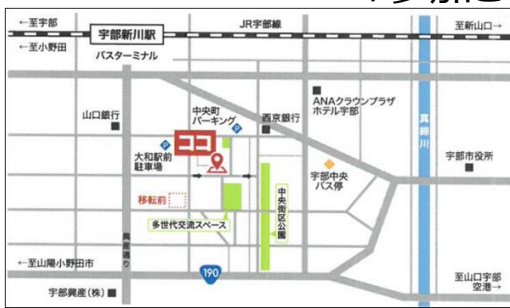 ←至宇部
JR宇部線
至新山口→
宇部新川駅
←至小野田
バスターミナル
ANAクラウンプラザ
ホテル宇部
中央町
パーキング
P
西京銀行
山口銀行
真締川
ココ
P
大和駅前
駐車場
宇部中央
バス停
宇部市役所
移転前
中央街区公園
多世代交流スペース
産業通り
←至山陽小野田市
190
至山口宇部
空港→
宇部興産(株)